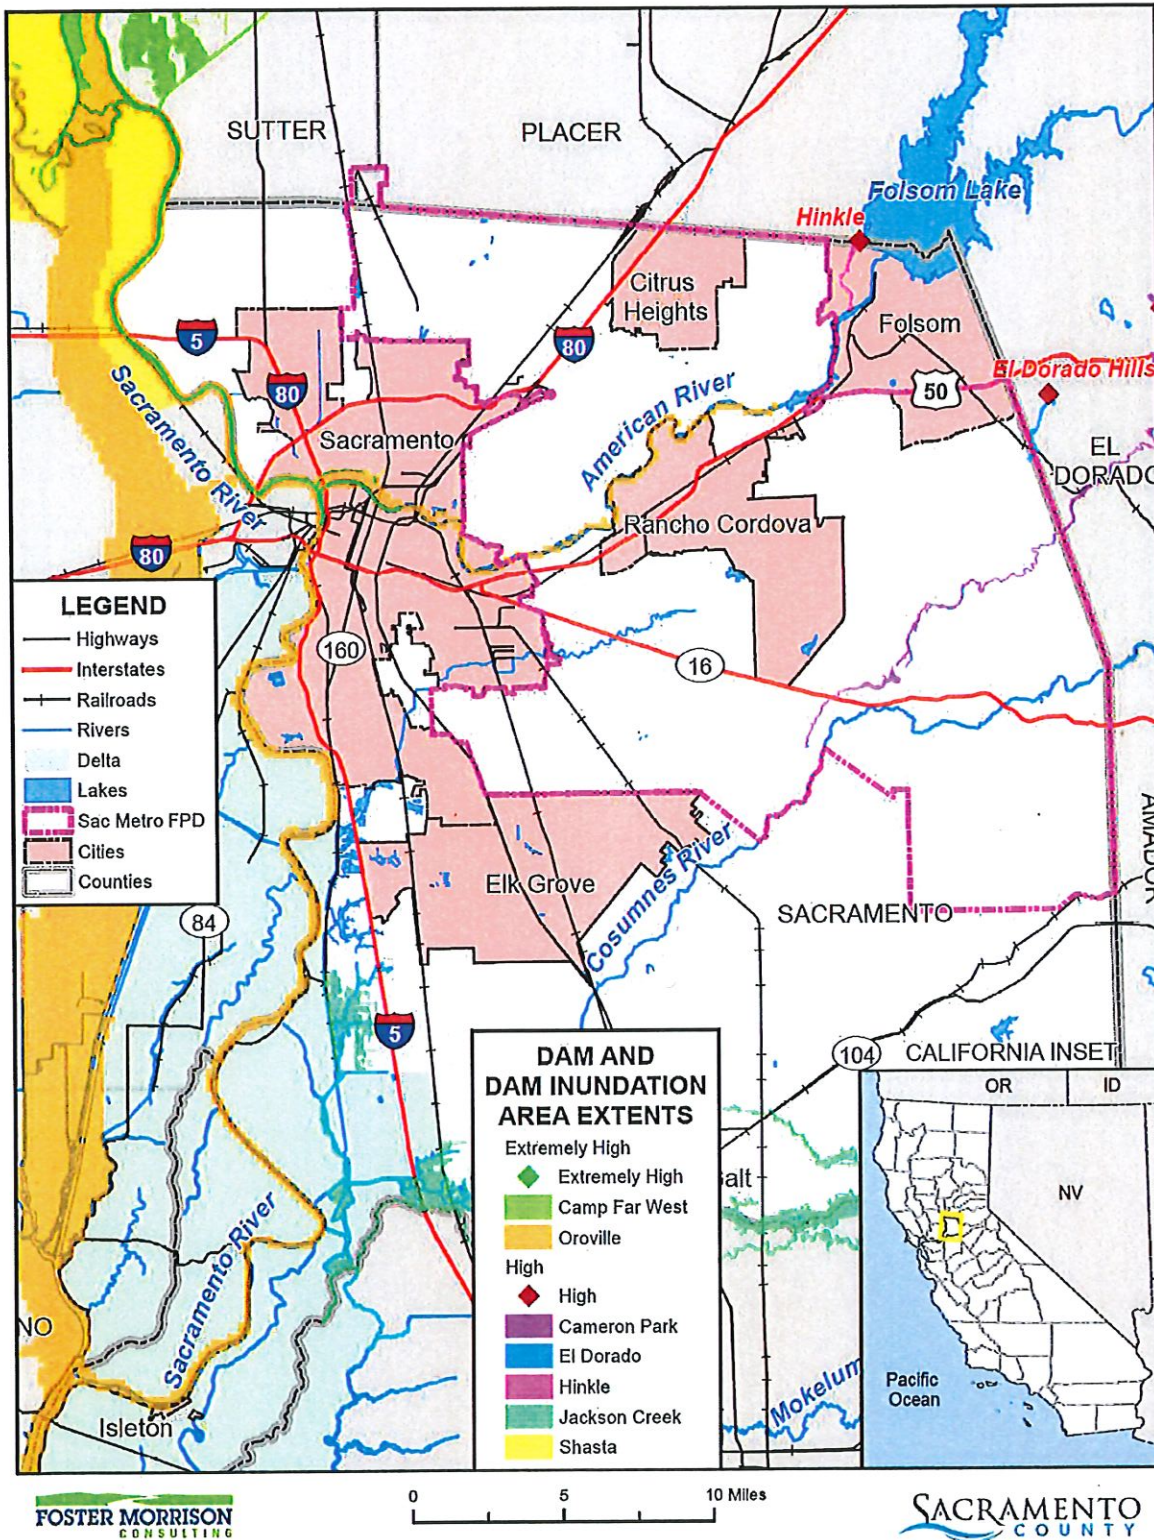 SUTTER
PLACER
Folsom Lake
Hinkle
Citrus
Heights
Folsom
5
80
80
50
El Dorado Hills
Sacramento River
Sacramento
American River
EL
DORADO
Rancho Cordova
80
LEGEND
Highways
Interstates
Railroads
Rivers
Delta
Lakes
Sac Metro FPD
Cities
Counties
160
16
AMADOR
Elk Grove
Cosumnes River
SACRAMENTO
84
5
104
CALIFORNIA INSET
OR
ID
NV
Pacific
Ocean
DAM AND
DAM INUNDATION
AREA EXTENTS
Extremely High
Extremely High
Camp Far West
Oroville
High
High
Cameron Park
El Dorado
Hinkle
Jackson Creek
Shasta
alt
Sacramento River
NO
Isleton
Mokelum
FOSTER MORRISON
CONSULTING
0 5 10 Miles
SACRAMENTO
COUNTY